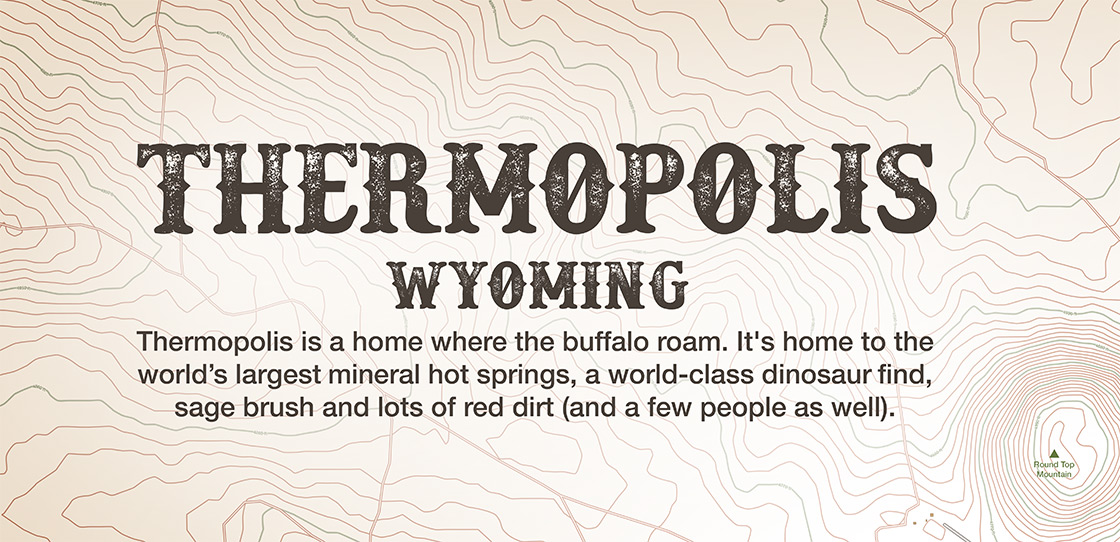 THERMOPOLIS
WYOMING
Thermopolis is a home where the buffalo roam. It's home to the
world’s largest mineral hot springs, a world-class dinosaur find,
sage brush and lots of red dirt (and a few people as well).
Round Top
Mountain